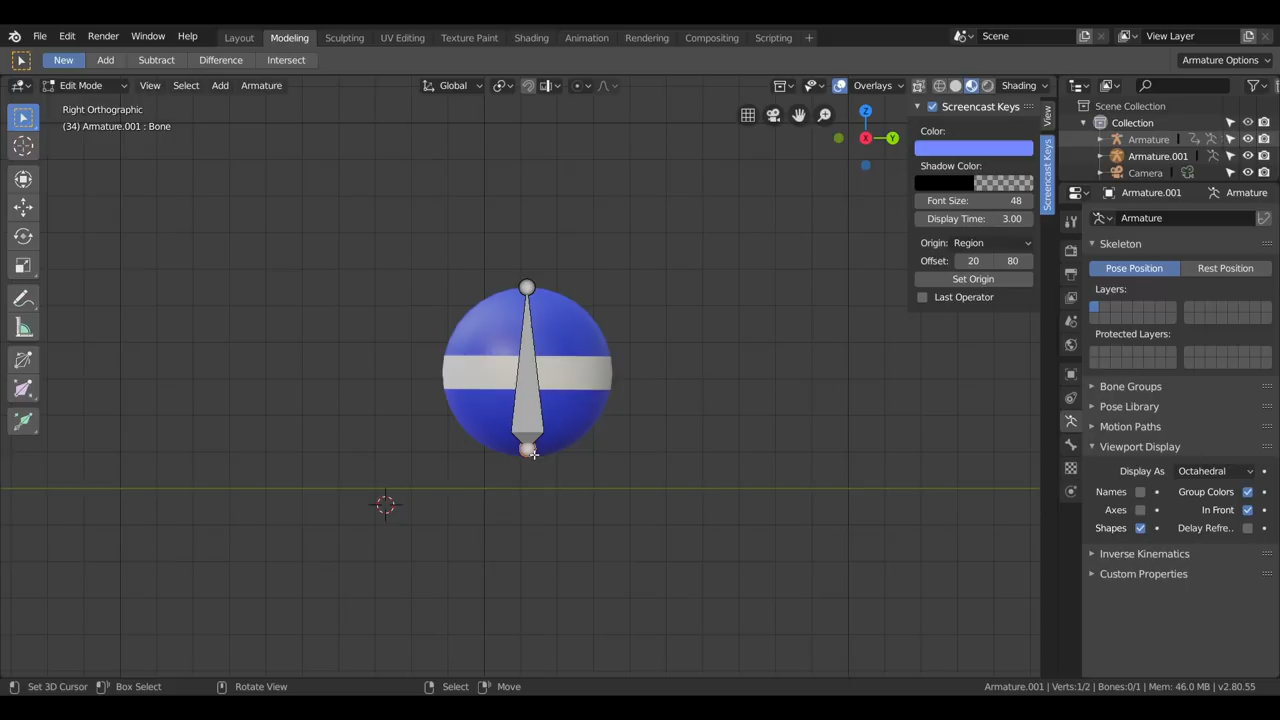 File Edit Render Window Help Layout Modeling Sculpting UV Editing Texture Paint Shading Animation Rendering Compositing Scripting + Scene View Layer
New Add Subtract Difference Intersect Armature Options
Edit Mode View Select Add Armature Global Overlays Shading
Right Orthographic
(34) Armature.001 : Bone
Z
X
Y
View
Screencast Keys
Screencast Keys
Color:
Shadow Color:
Font Size: 48
Display Time: 3.00
Origin: Region
Offset: 20 80
Set Origin
Last Operator
Scene Collection
Collection
Armature
Armature.001
Camera
Armature.001 Armature
Armature
Skeleton
Pose Position Rest Position
Layers:
Protected Layers:
Bone Groups
Pose Library
Motion Paths
Viewport Display
Display As Octahedral
Names Group Colors
Axes In Front
Shapes Delay Refre..
Inverse Kinematics
Custom Properties
Set 3D Cursor Box Select Rotate View Select Move Armature.001 | Verts:1/2 | Bones:0/1 | Mem: 46.0 MB | v2.80.55